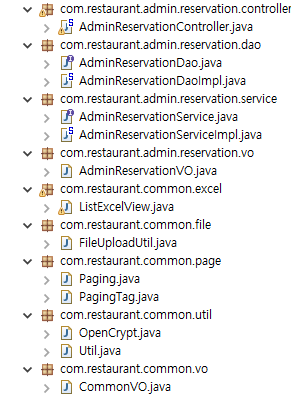 com.restaurant.admin.reservation.controller
AdminReservationController.java
com.restaurant.admin.reservation.dao
AdminReservationDao.java
AdminReservationDaoImpl.java
com.restaurant.admin.reservation.service
AdminReservationService.java
AdminReservationServiceImpl.java
com.restaurant.admin.reservation.vo
AdminReservationVO.java
com.restaurant.common.excel
ListExcelView.java
com.restaurant.common.file
FileUploadUtil.java
com.restaurant.common.page
Paging.java
PagingTag.java
com.restaurant.common.util
OpenCrypt.java
Util.java
com.restaurant.common.vo
CommonVO.java